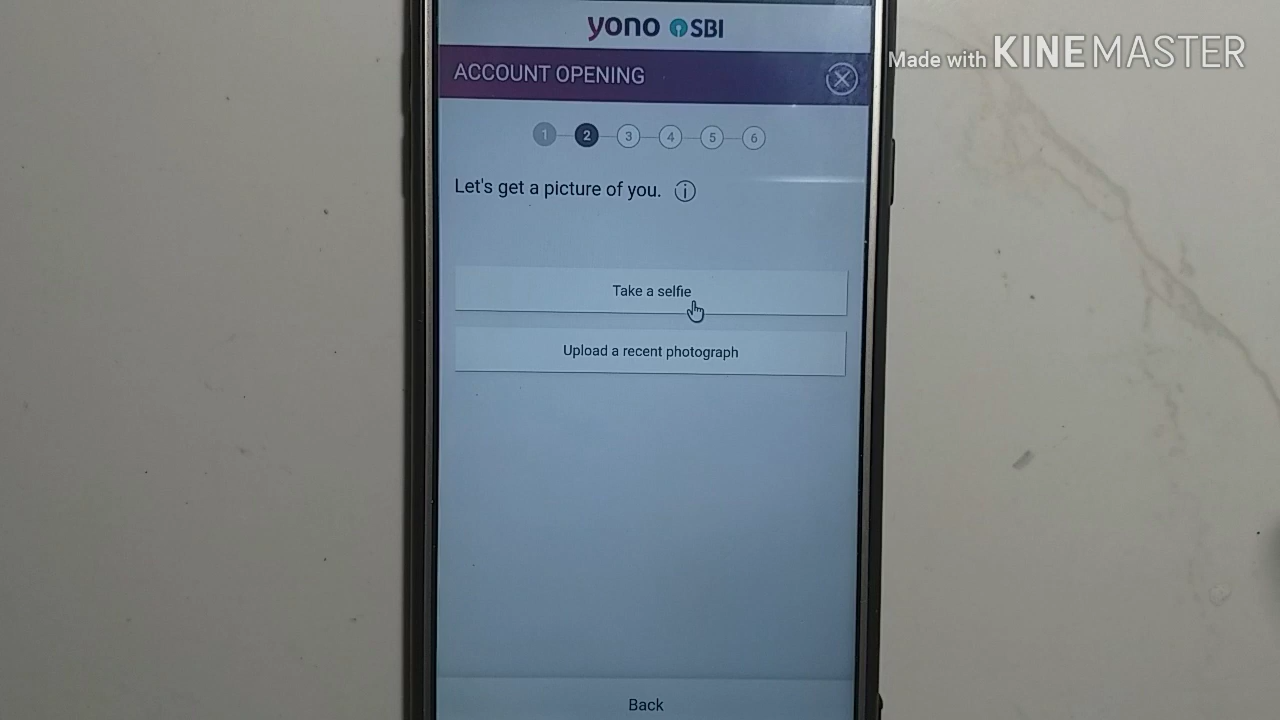 yono SBI
Made with KINEMASTER
ACCOUNT OPENING
1 2 3 4 5 6
Let's get a picture of you.
Take a selfie
Upload a recent photograph
Back